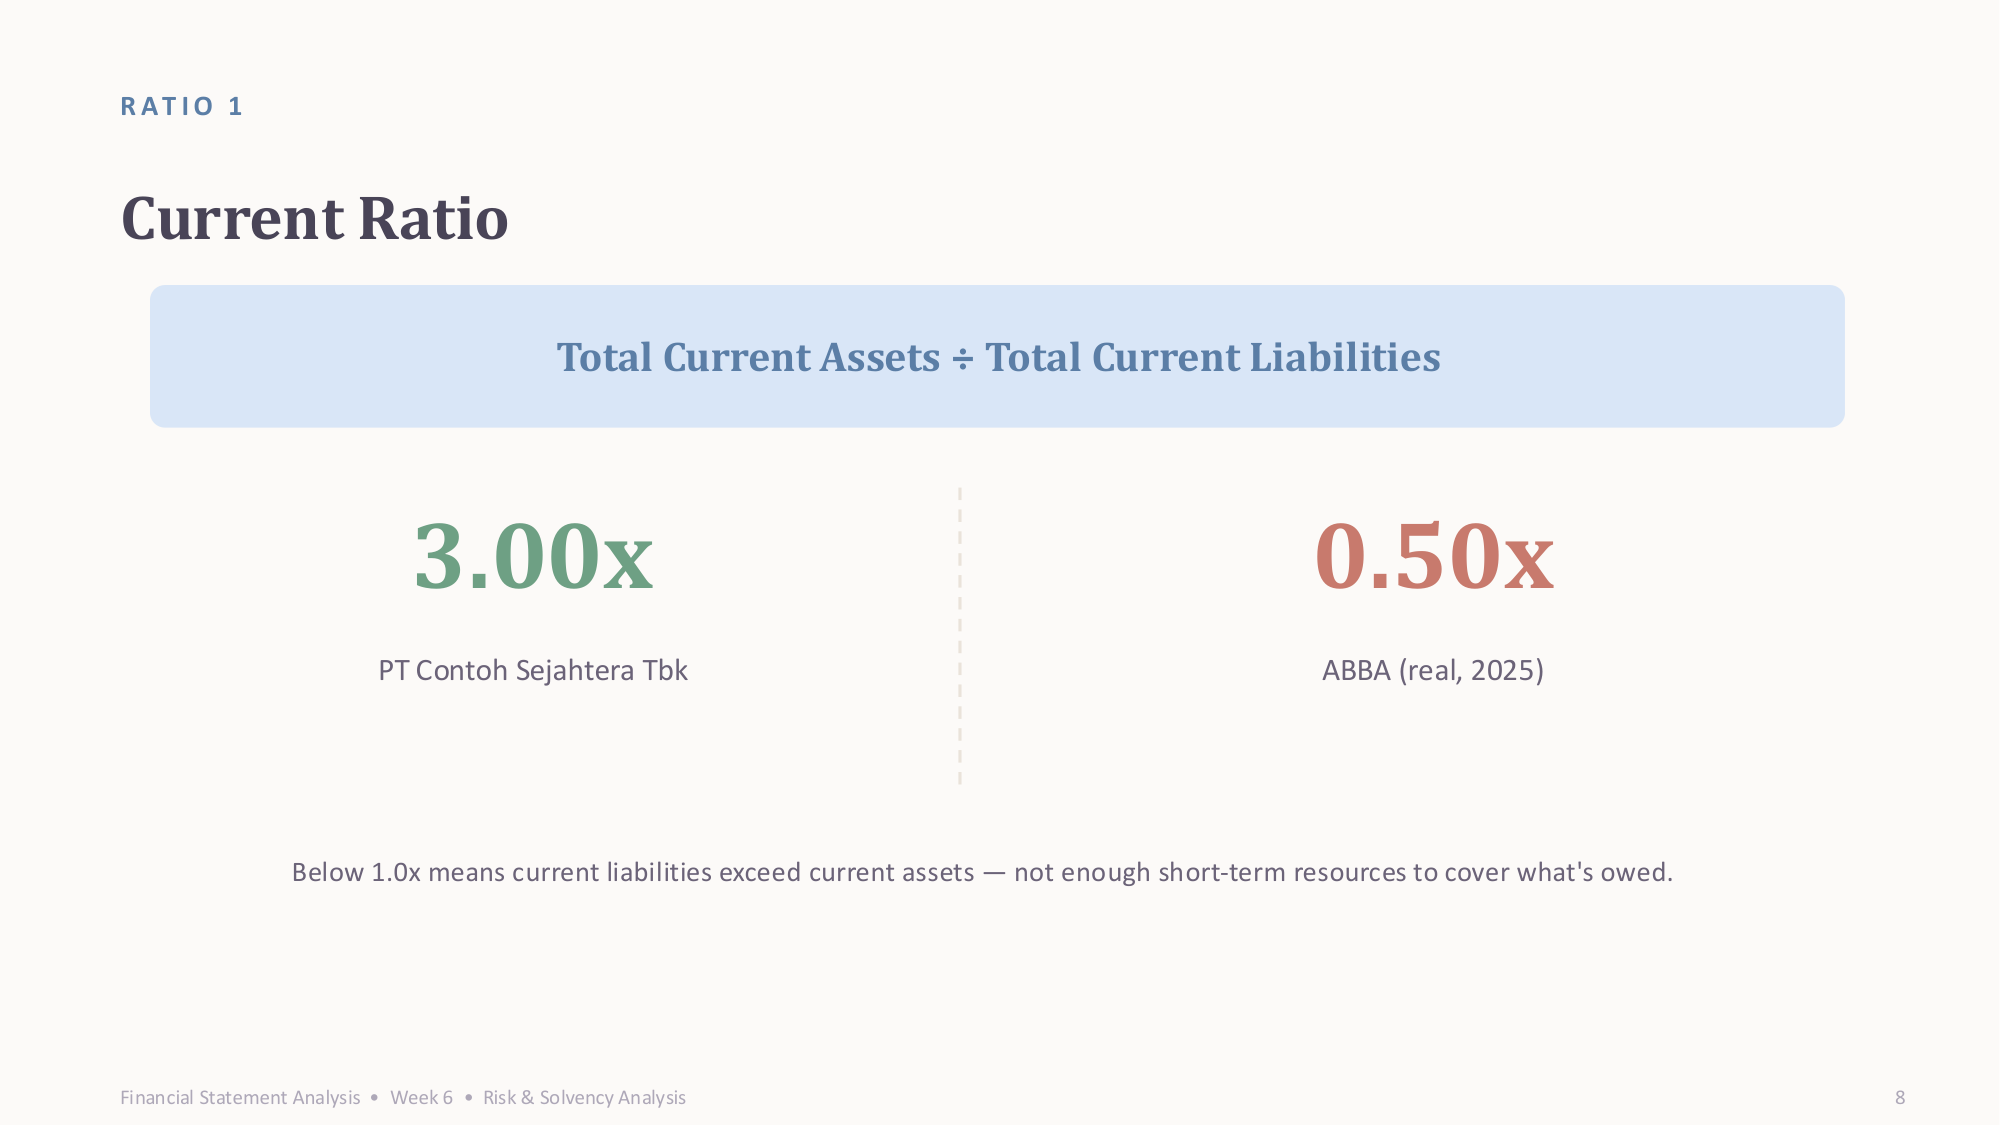 RATIO 1
Current Ratio
Total Current Assets ÷ Total Current Liabilities
3.00x
PT Contoh Sejahtera Tbk
0.50x
ABBA (real, 2025)
Below 1.0x means current liabilities exceed current assets — not enough short-term resources to cover what's owed.
Financial Statement Analysis • Week 6 • Risk & Solvency Analysis
8